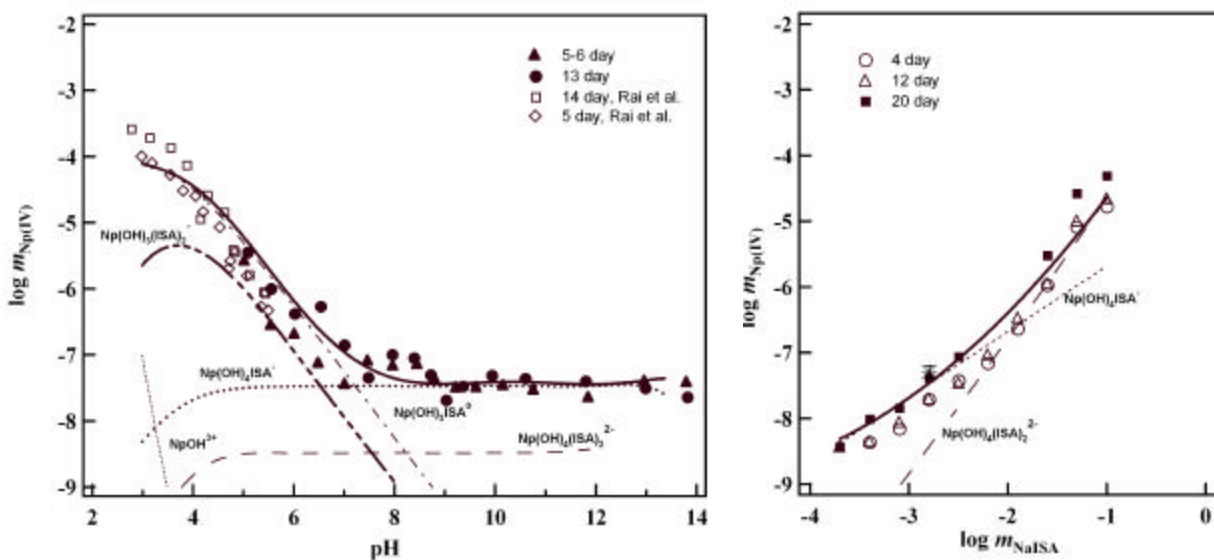 -2
-3
-4
-5
-6
-7
-8
-9
log m_Np(IV)
▲ 5-6 day
● 13 day
□ 14 day, Rai et al.
◇ 5 day, Rai et al.
Np(OH)₃(ISA)₂⁻
Np(OH)₄ISA⁻
Np(OH)₃ISA⁰
NpOH³⁺
Np(OH)₄(ISA)₂²⁻
2 4 6 8 10 12 14
pH
-2
-3
-4
-5
-6
-7
-8
-9
log m_Np(IV)
○ 4 day
△ 12 day
■ 20 day
Np(OH)₄ISA⁻
Np(OH)₄(ISA)₂²⁻
-4 -3 -2 -1 0
log m_NaISA